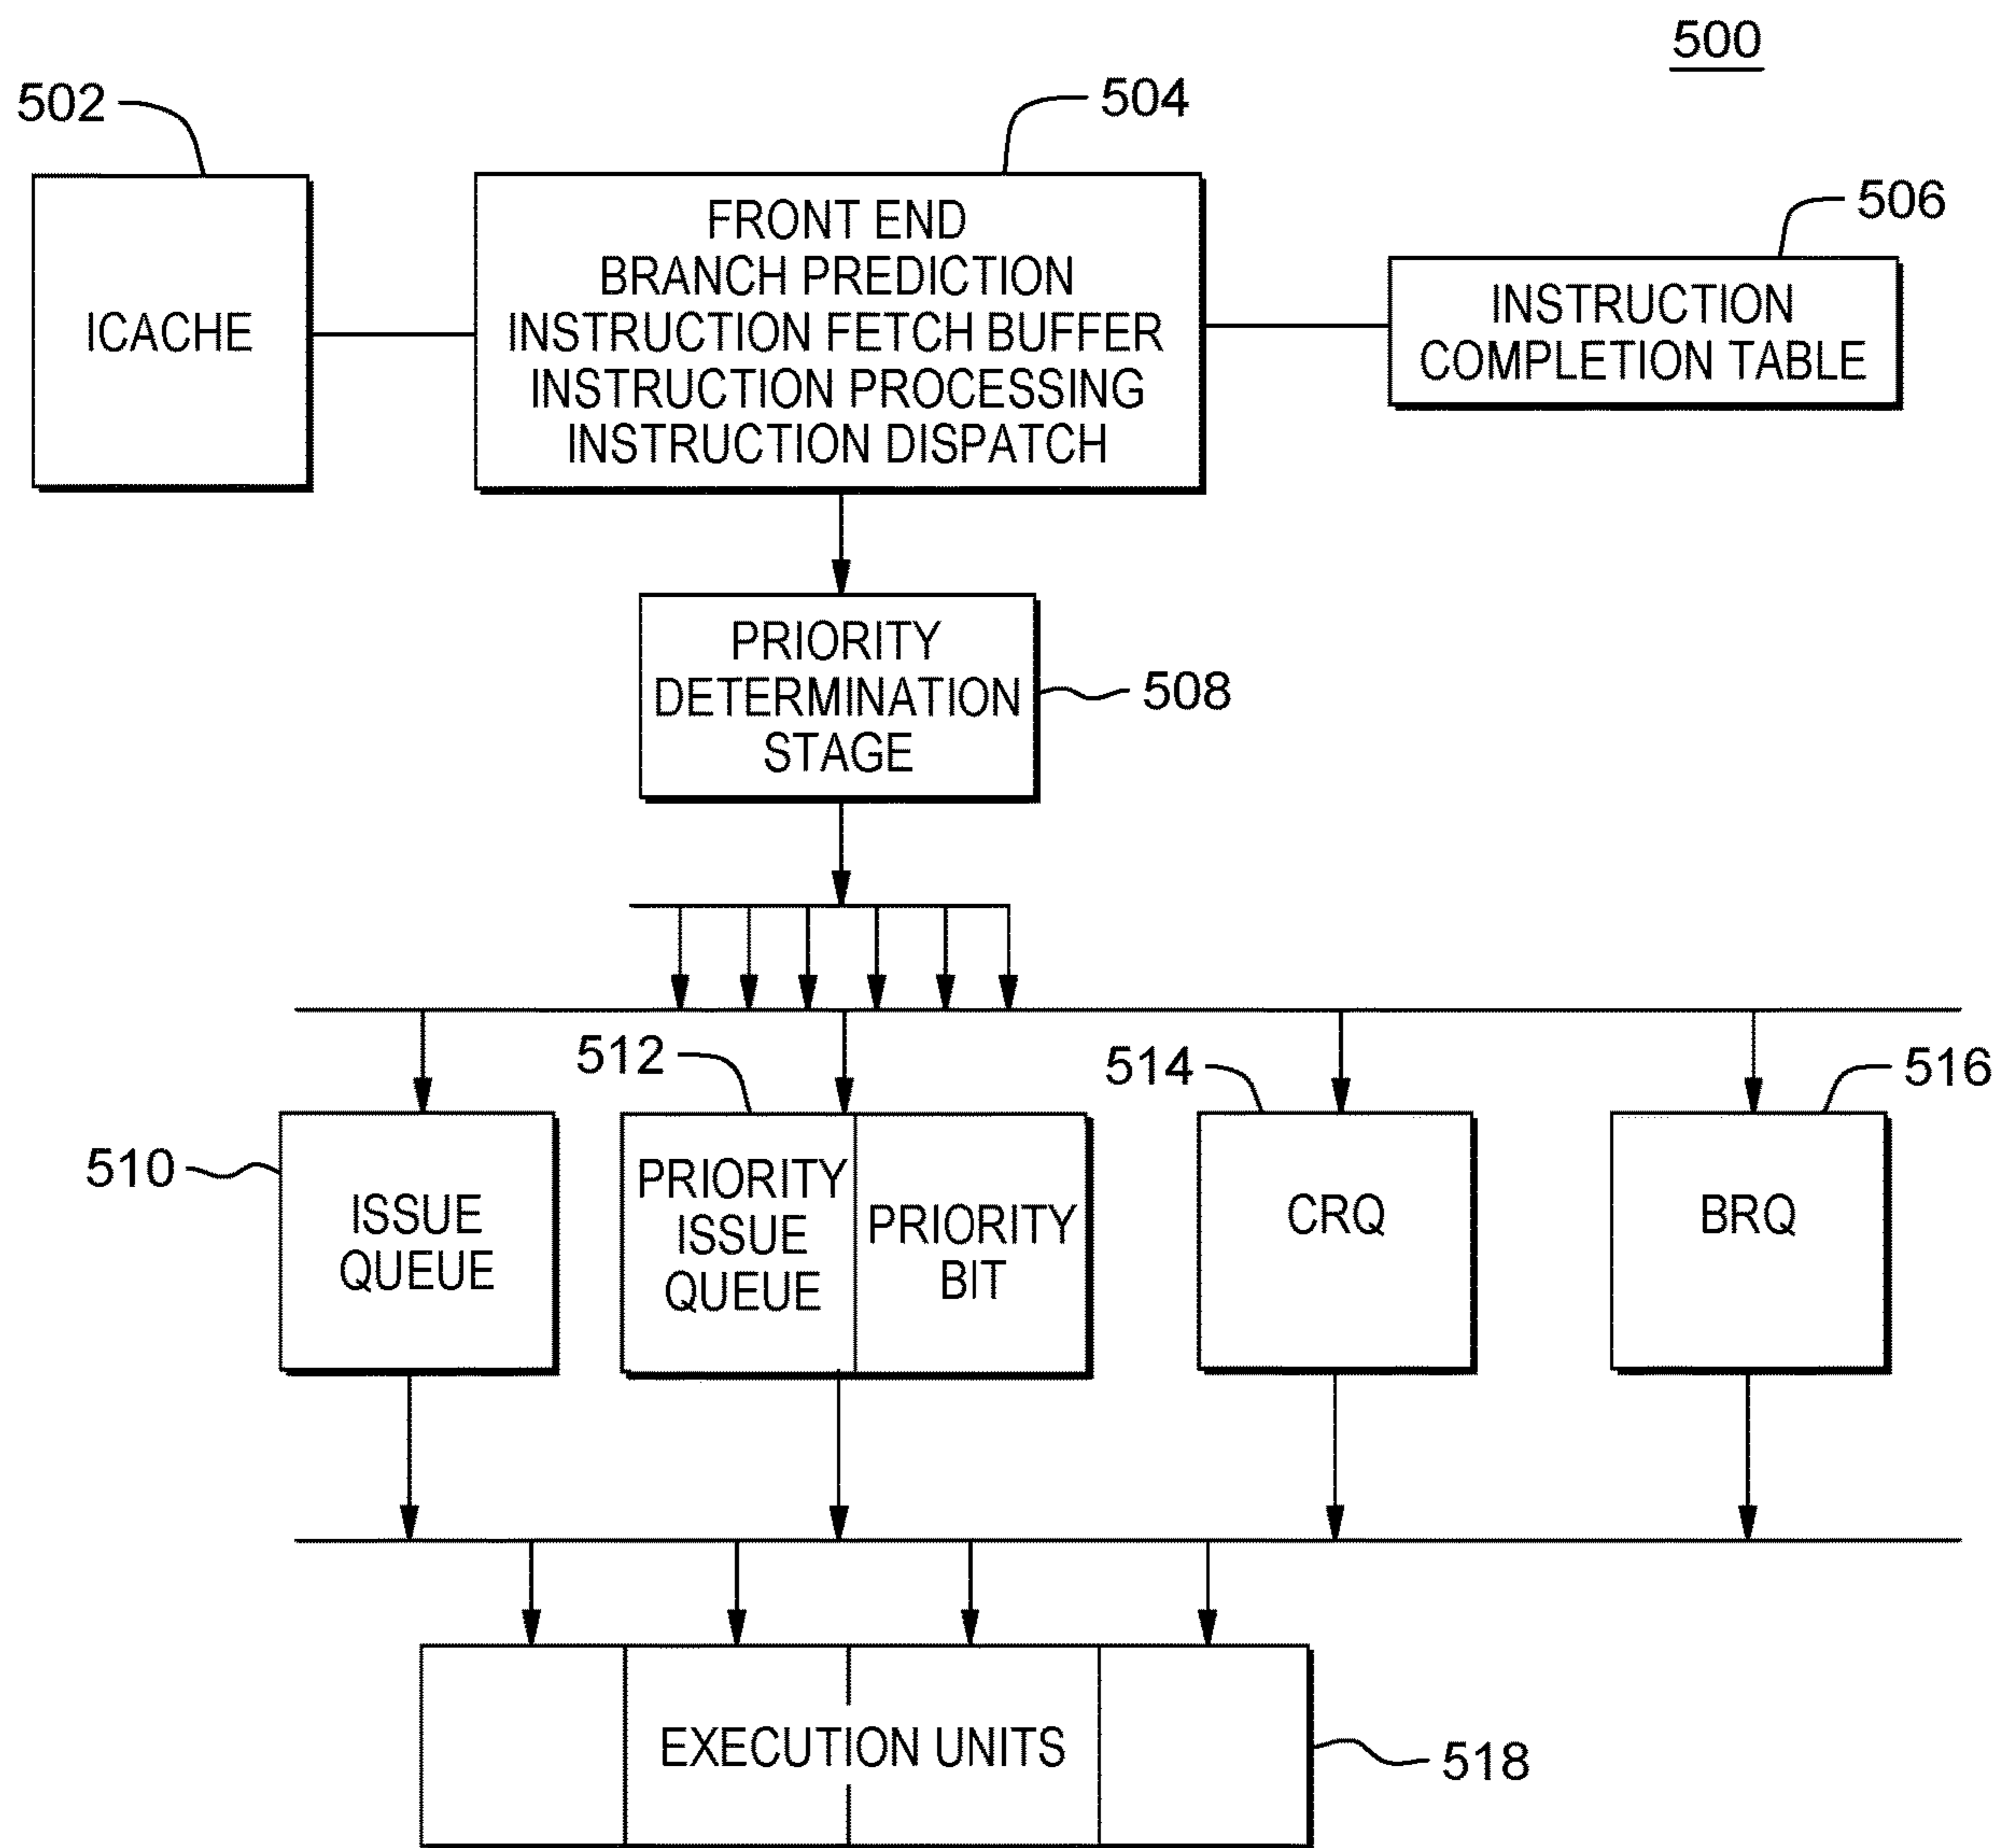 500
502
504
506
ICACHE
FRONT END
BRANCH PREDICTION
INSTRUCTION FETCH BUFFER
INSTRUCTION PROCESSING
INSTRUCTION DISPATCH
INSTRUCTION
COMPLETION TABLE
PRIORITY
DETERMINATION
STAGE
508
512
514
516
510
ISSUE
QUEUE
PRIORITY
ISSUE
QUEUE
PRIORITY
BIT
CRQ
BRQ
EXECUTION UNITS
518